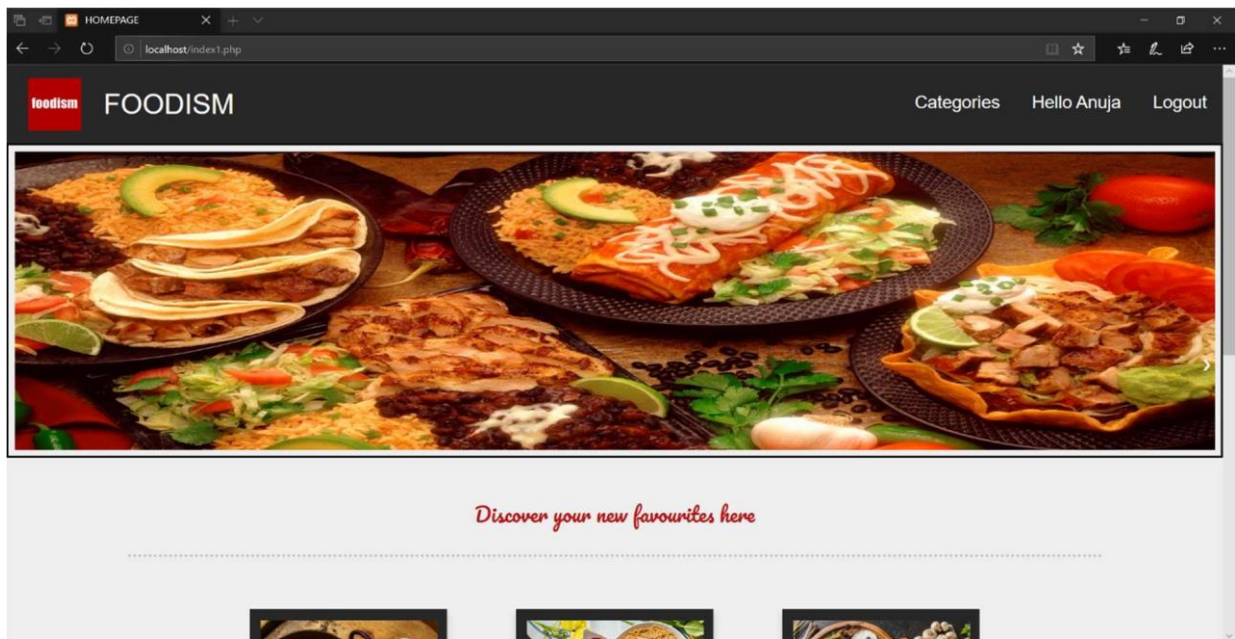 HOMEPAGE
localhost/index1.php
foodism
FOODISM
Categories
Hello Anuja
Logout
Discover your new favourites here